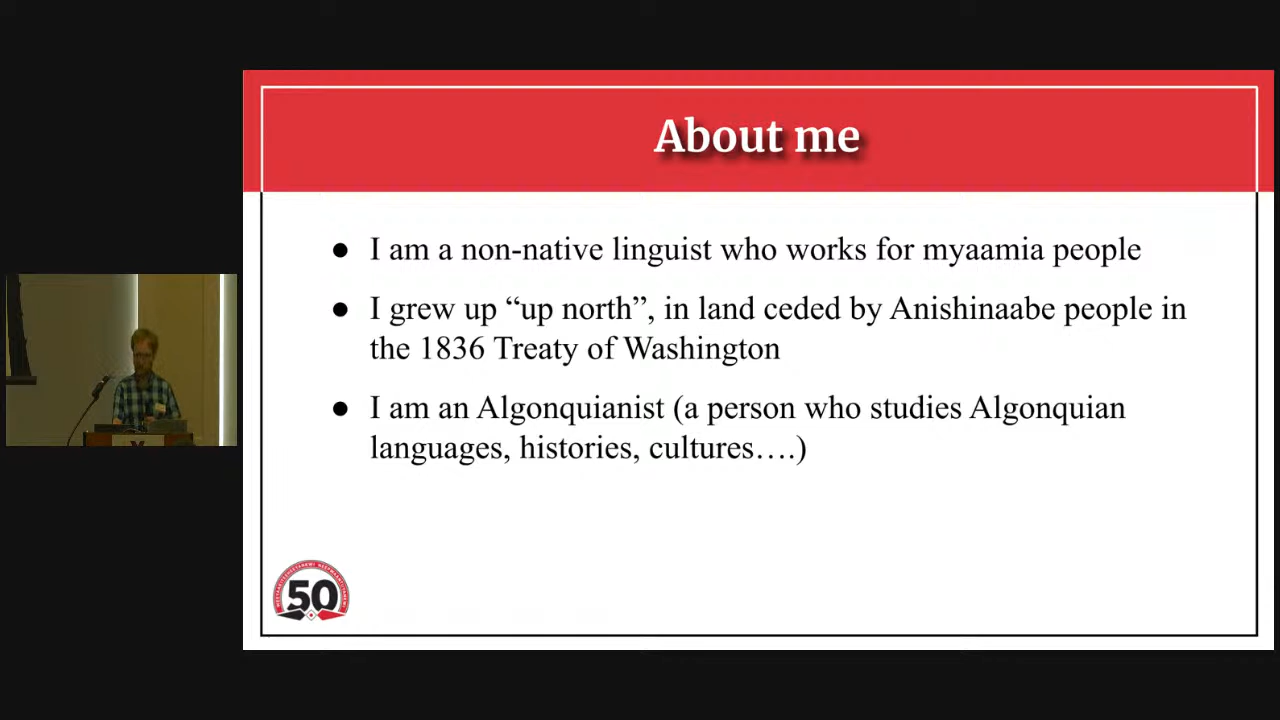 About me
● I am a non-native linguist who works for myaamia people
● I grew up “up north”, in land ceded by Anishinaabe people in
the 1836 Treaty of Washington
● I am an Algonquianist (a person who studies Algonquian
languages, histories, cultures….)
50